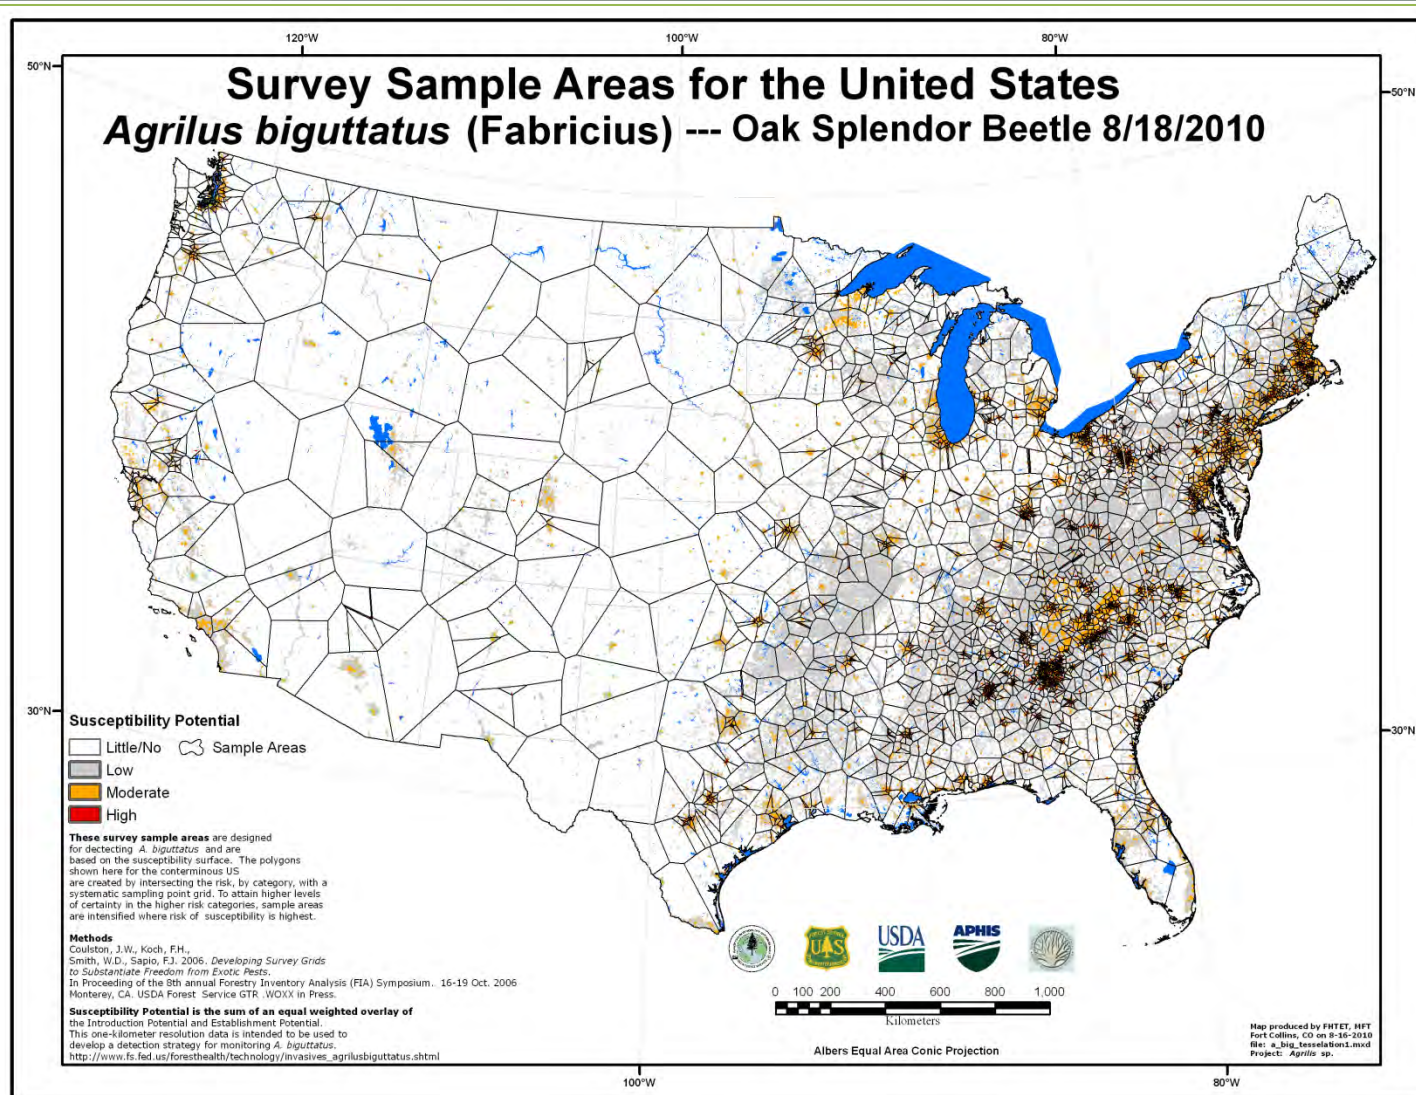 120°W 100°W 80°W
50°N 50°N
Survey Sample Areas for the United States
Agrilus biguttatus (Fabricius) --- Oak Splendor Beetle 8/18/2010
30°N 30°N
Susceptibility Potential
Little/No Sample Areas
Low
Moderate
High
These survey sample areas are designed
for dectecting A. biguttatus and are
based on the susceptibility surface. The polygons
shown here for the conterminous US
are created by intersecting the risk, by category, with a
systematic sampling point grid. To attain higher levels
of certainty in the higher risk categories, sample areas
are intensified where risk of susceptibility is highest.
Methods
Coulston, J.W., Koch, F.H.,
Smith, W.D., Sapio, F.J. 2006. Developing Survey Grids
to Substantiate Freedom from Exotic Pests.
In Proceeding of the 8th annual Forestry Inventory Analysis (FIA) Symposium. 16-19 Oct. 2006
Monterey, CA. USDA Forest Service GTR .WOXX in Press.
Susceptibility Potential is the sum of an equal weighted overlay of
the Introduction Potential and Establishment Potential.
This one-kilometer resolution data is intended to be used to
develop a detection strategy for monitoring A. biguttatus.
http://www.fs.fed.us/foresthealth/technology/invasives_agrilusbiguttatus.shtml
UAS USDA APHIS
0 100 200 400 600 800 1,000
Kilometers
Albers Equal Area Conic Projection
Map produced by FHTET, MFT
Fort Collins, CO on 8-16-2010
file: a_big_tesselation1.mxd
Project: Agrilis sp.
100°W 80°W